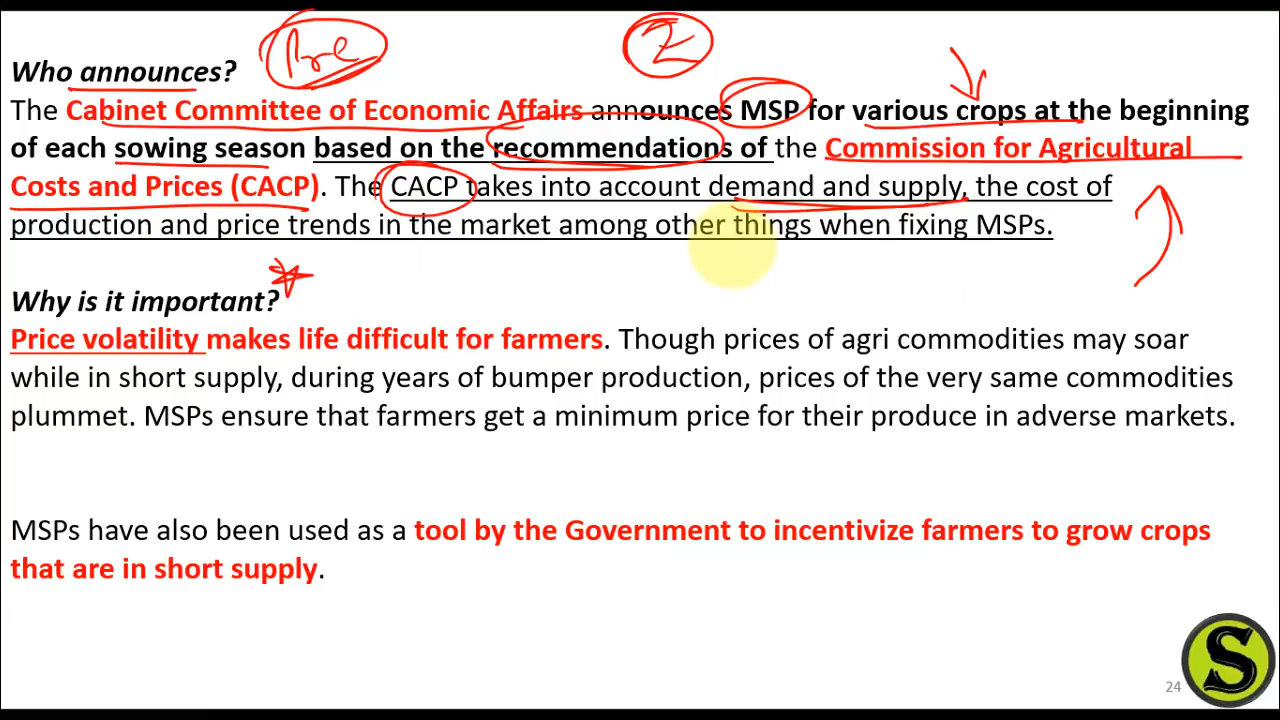 Pre
Who announces?
The Cabinet Committee of Economic Affairs announces MSP for various crops at the beginning
of each sowing season based on the recommendations of the Commission for Agricultural
Costs and Prices (CACP). The CACP takes into account demand and supply, the cost of
production and price trends in the market among other things when fixing MSPs.
Why is it important?
Price volatility makes life difficult for farmers. Though prices of agri commodities may soar
while in short supply, during years of bumper production, prices of the very same commodities
plummet. MSPs ensure that farmers get a minimum price for their produce in adverse markets.
MSPs have also been used as a tool by the Government to incentivize farmers to grow crops
that are in short supply.
24
S